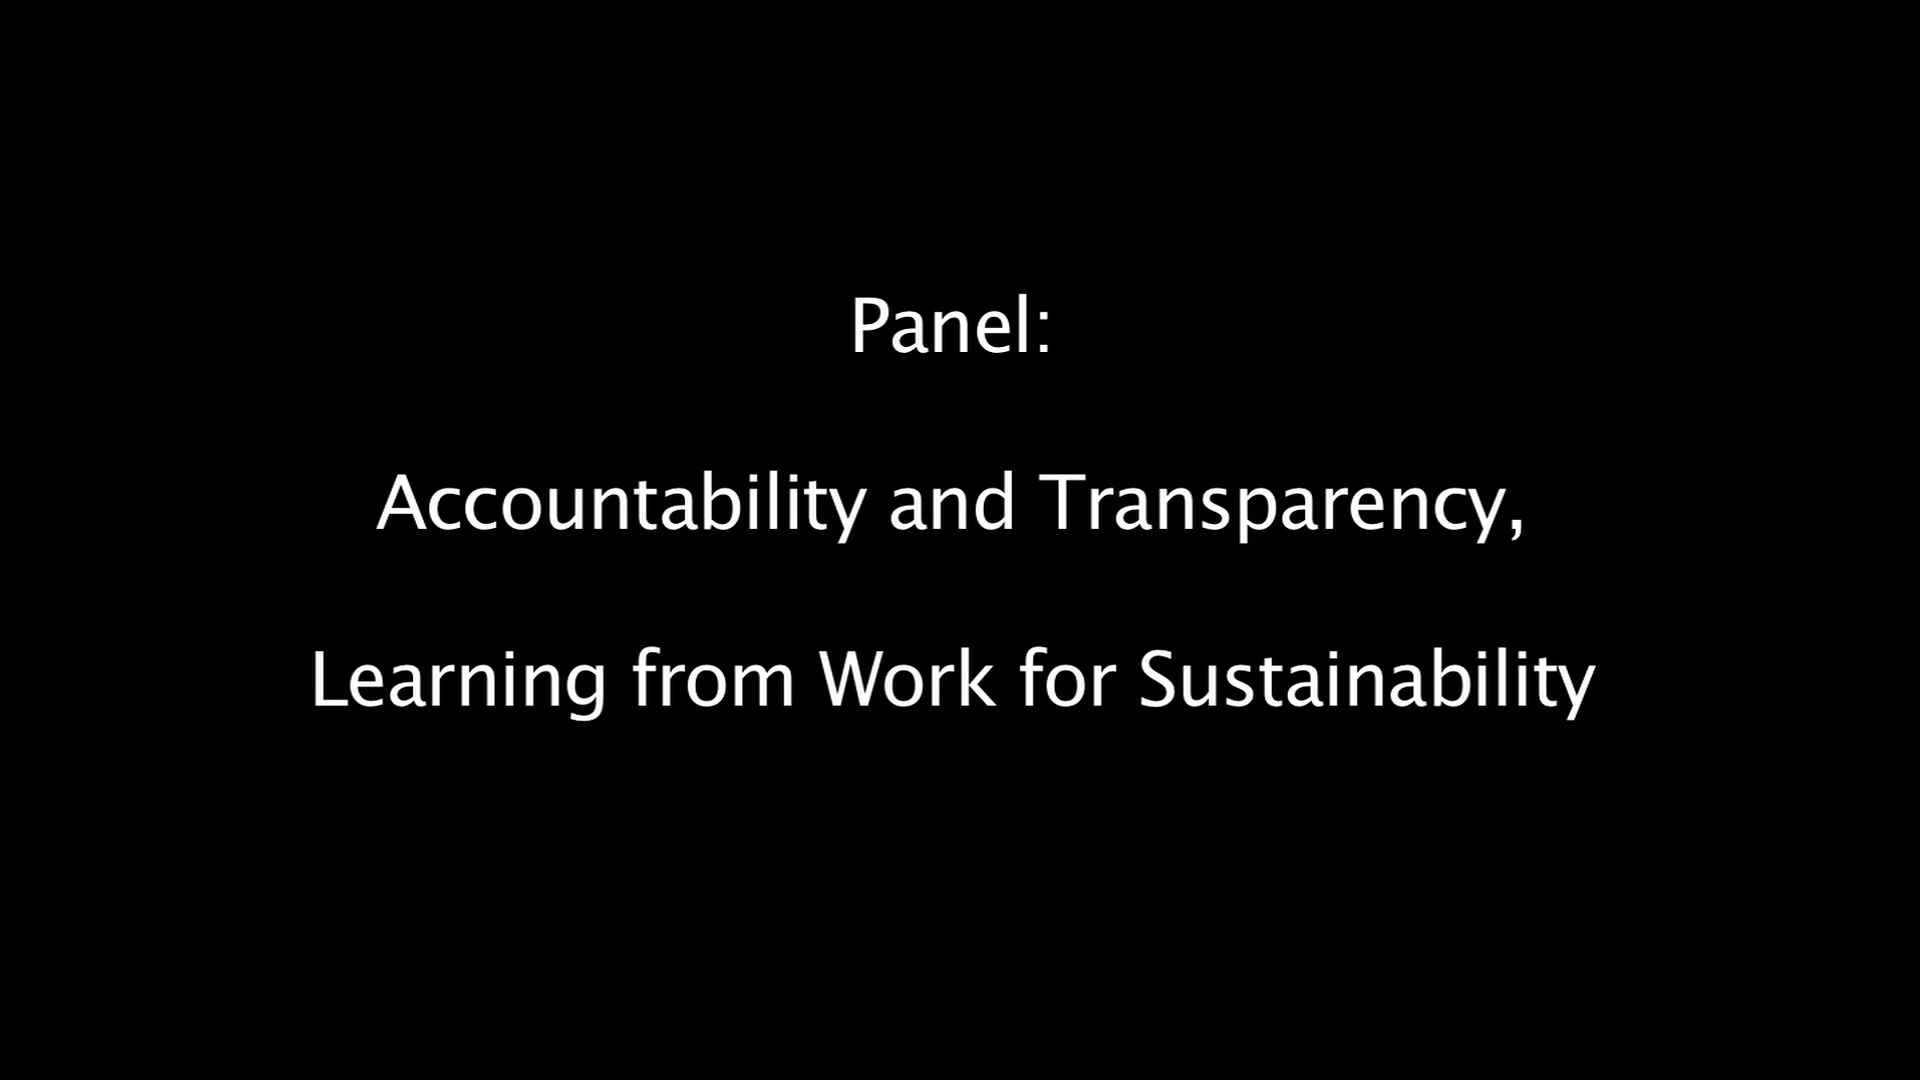 Panel:
Accountability and Transparency,
Learning from Work for Sustainability